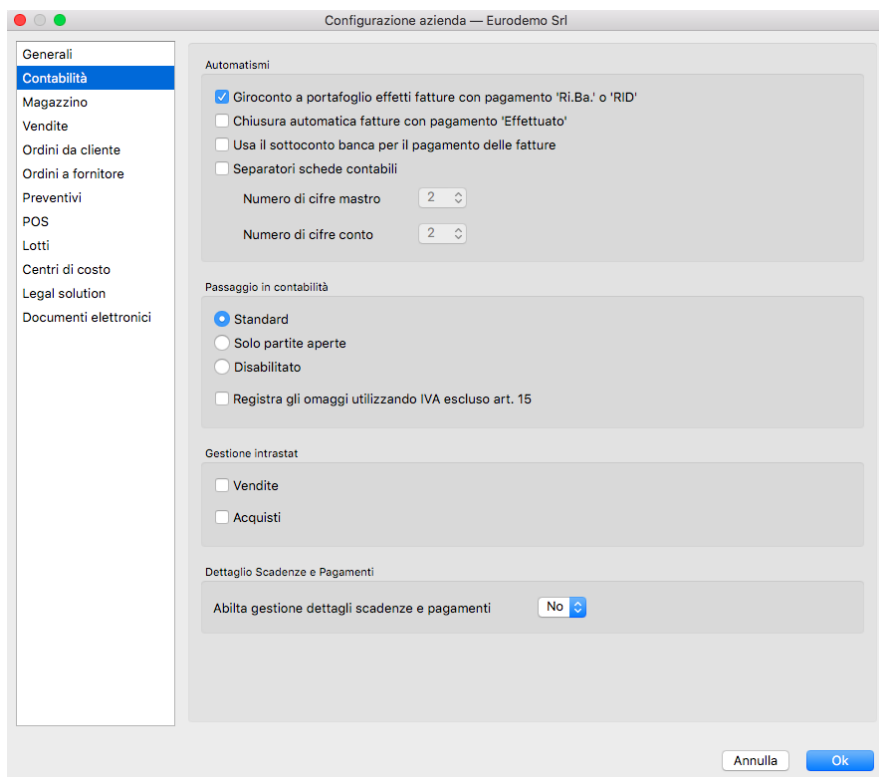 Configurazione azienda — Eurodemo Srl
Generali
Contabilità
Magazzino
Vendite
Ordini da cliente
Ordini a fornitore
Preventivi
POS
Lotti
Centri di costo
Legal solution
Documenti elettronici
Automatismi
Giroconto a portafoglio effetti fatture con pagamento 'Ri.Ba.' o 'RID'
Chiusura automatica fatture con pagamento 'Effettuato'
Usa il sottoconto banca per il pagamento delle fatture
Separatori schede contabili
Numero di cifre mastro 2
Numero di cifre conto 2
Passaggio in contabilità
Standard
Solo partite aperte
Disabilitato
Registra gli omaggi utilizzando IVA escluso art. 15
Gestione intrastat
Vendite
Acquisti
Dettaglio Scadenze e Pagamenti
Abilta gestione dettagli scadenze e pagamenti No
Annulla Ok